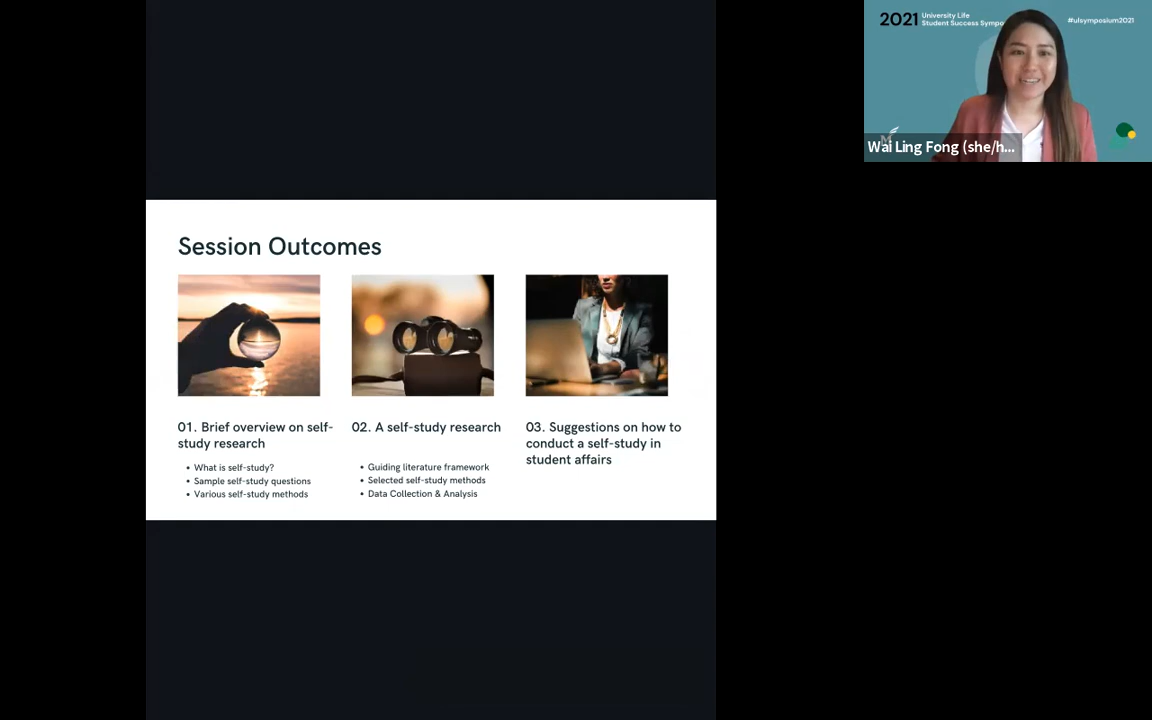 2021
University Life
Student Success Sympo
#ulsymposium2021
Wai Ling Fong (she/h...
Session Outcomes
01. Brief overview on self-
study research
• What is self-study?
• Sample self-study questions
• Various self-study methods
02. A self-study research
• Guiding literature framework
• Selected self-study methods
• Data Collection & Analysis
03. Suggestions on how to
conduct a self-study in
student affairs